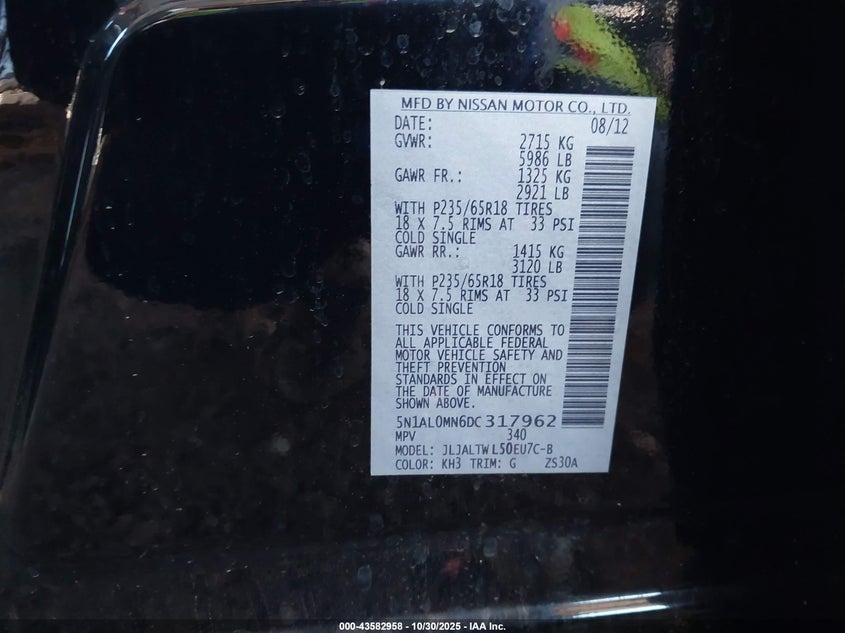 MFD BY NISSAN MOTOR CO., LTD.
DATE: 08/12
GVWR: 2715 KG
5986 LB
GAWR FR.: 1325 KG
2921 LB
WITH P235/65R18 TIRES
18 X 7.5 RIMS AT 33 PSI
COLD SINGLE
GAWR RR.: 1415 KG
3120 LB
WITH P235/65R18 TIRES
18 X 7.5 RIMS AT 33 PSI
COLD SINGLE
THIS VEHICLE CONFORMS TO
ALL APPLICABLE FEDERAL
MOTOR VEHICLE SAFETY AND
THEFT PREVENTION
STANDARDS IN EFFECT ON
THE DATE OF MANUFACTURE
SHOWN ABOVE.
5N1AL0MN6DC317962
MPV 340
MODEL: JLJALTWL50EU7C-B
COLOR: KH3 TRIM: G ZS30A
000-43582958 - 10/30/2025 - IAA Inc.